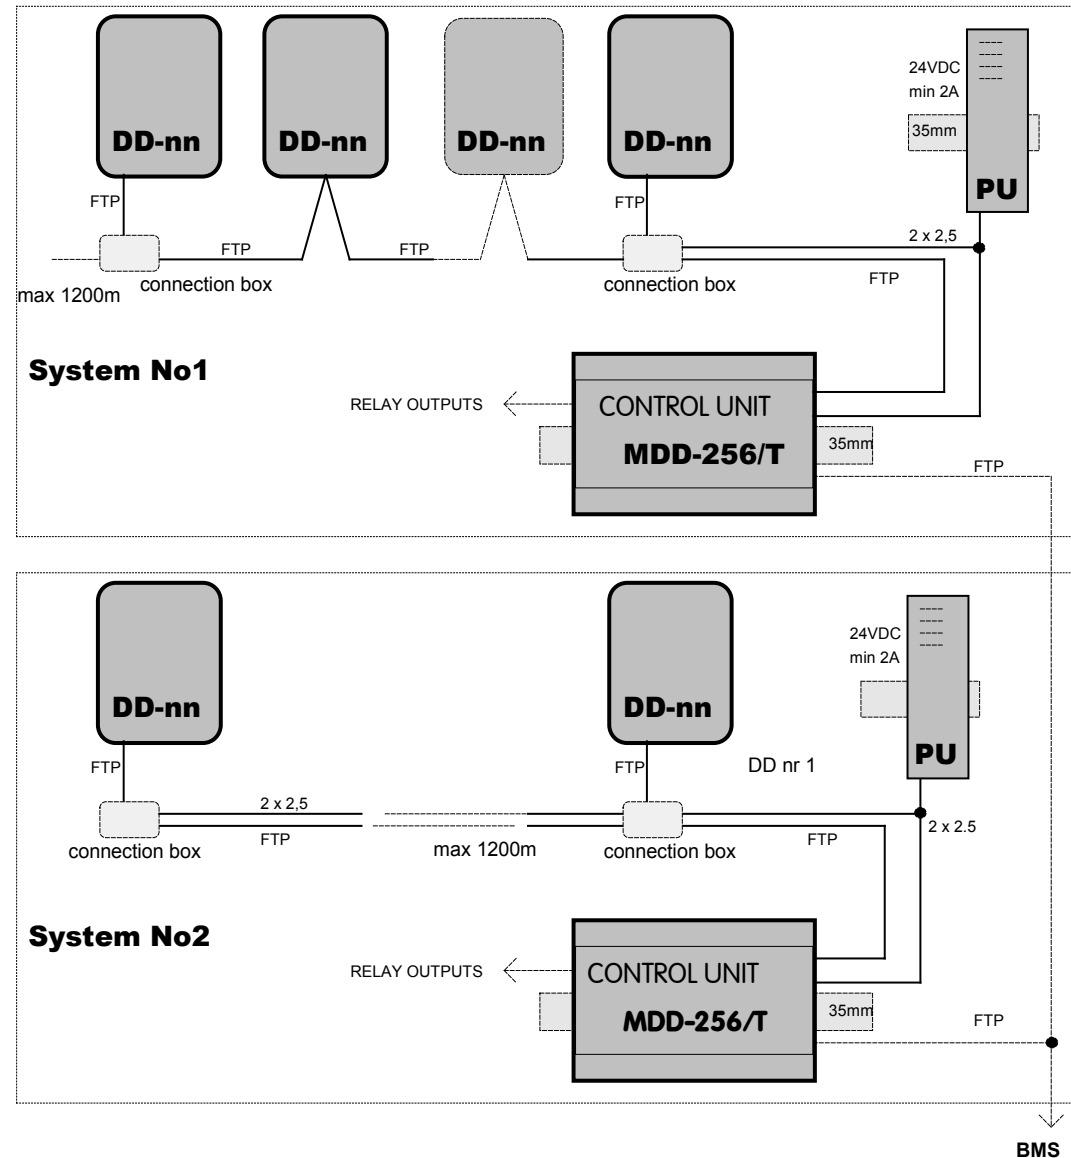 24VDC
min 2A
DD-nn DD-nn DD-nn DD-nn
35mm
PU
FTP
FTP
2 x 2,5
FTP
FTP
FTP
connection box
connection box
max 1200m
System No1
RELAY OUTPUTS
CONTROL UNIT
MDD-256/T
35mm
FTP
24VDC
min 2A
DD-nn
DD-nn
PU
FTP
FTP
DD nr 1
2 x 2,5
2 x 2.5
FTP
max 1200m
FTP
connection box
connection box
System No2
RELAY OUTPUTS
CONTROL UNIT
MDD-256/T
35mm
FTP
BMS